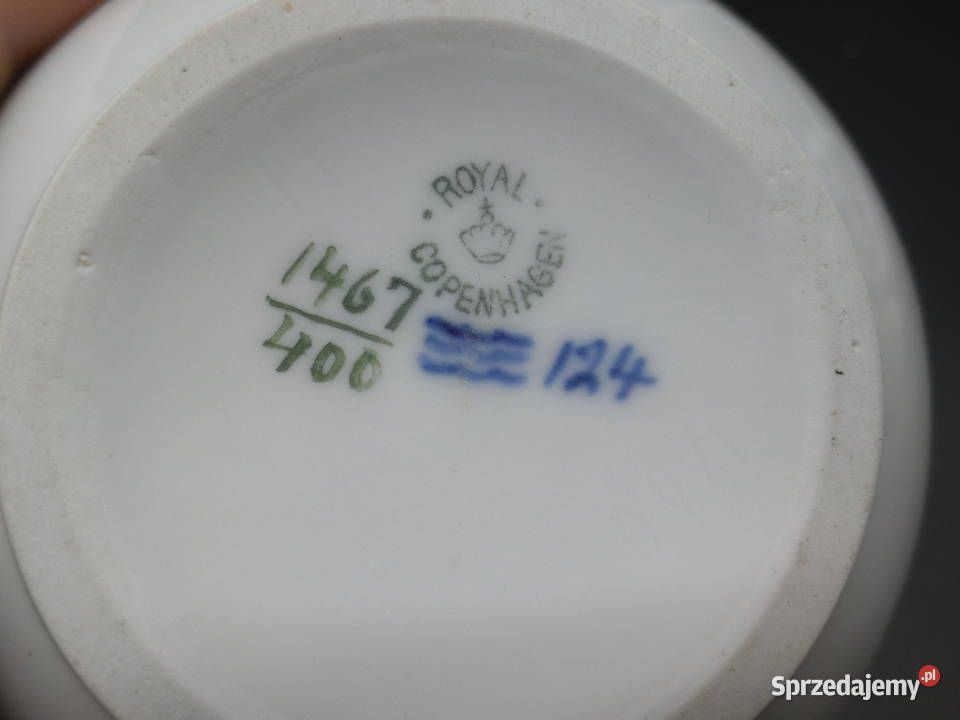 ROYAL
COPENHAGEN
1467
400
124
Sprzedajemy.pl